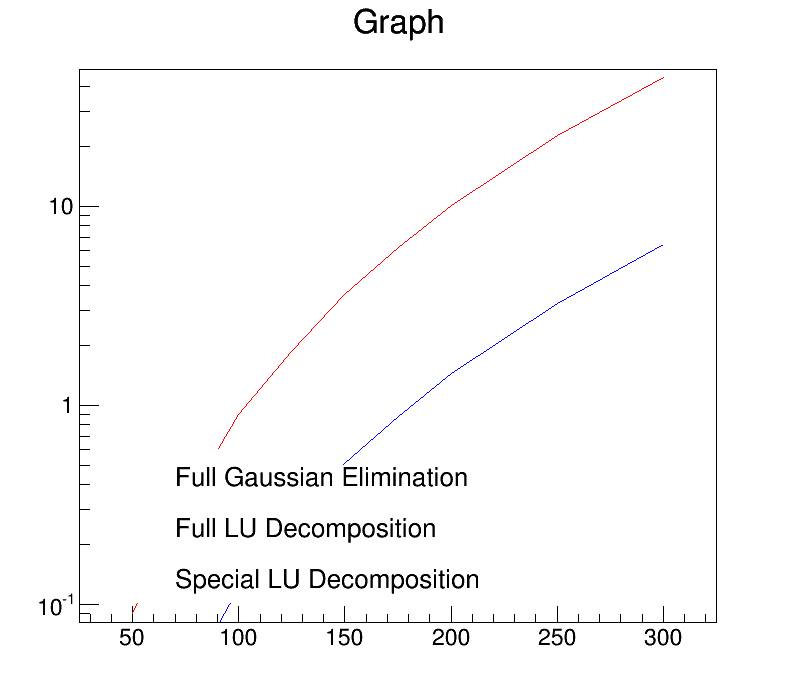 Graph
10
1
Full Gaussian Elimination
Full LU Decomposition
Special LU Decomposition
10-1
50 100 150 200 250 300